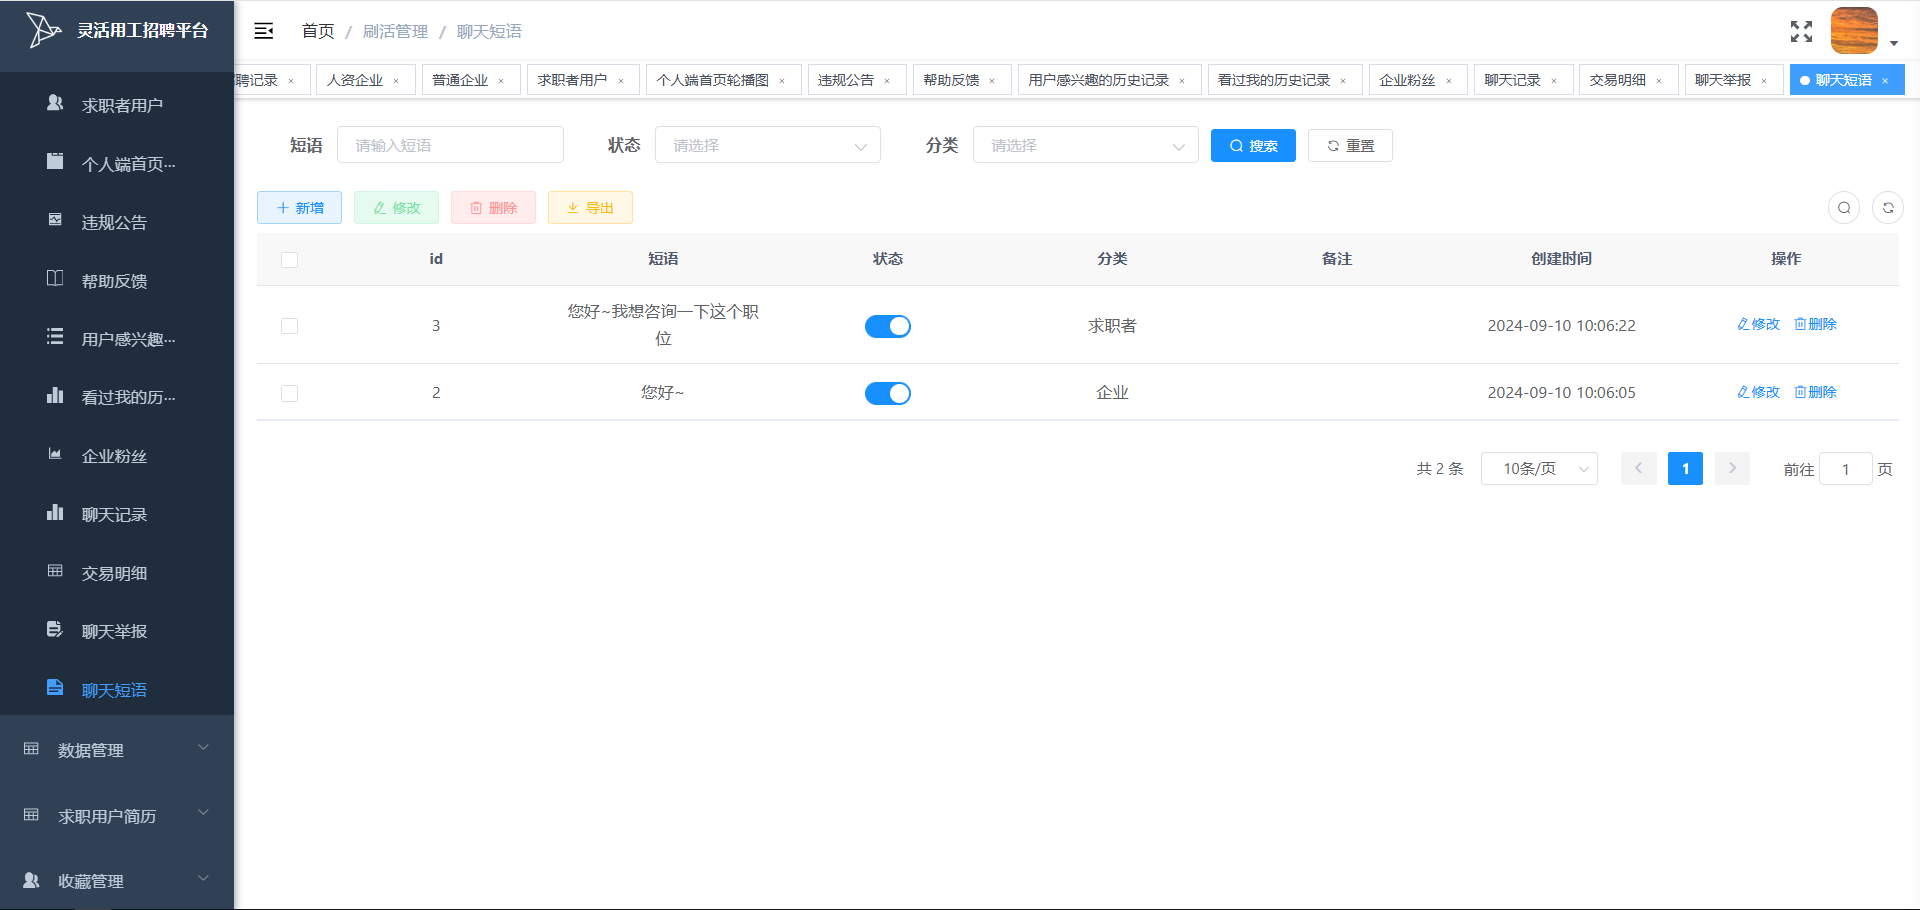 灵活用工招聘平台
首页 / 刷活管理 / 聊天短语
聘记录 × 人资企业 × 普通企业 × 求职者用户 × 个人端首页轮播图 × 违规公告 × 帮助反馈 × 用户感兴趣的历史记录 × 看过我的历史记录 × 企业粉丝 × 聊天记录 × 交易明细 × 聊天举报 × 聊天短语 ×
求职者用户
个人端首页···
违规公告
帮助反馈
用户感兴趣···
看过我的历···
企业粉丝
聊天记录
交易明细
聊天举报
聊天短语
数据管理
求职用户简历
收藏管理
短语 请输入短语 状态 请选择 分类 请选择 搜索 重置
新增 修改 删除 导出
id 短语 状态 分类 备注 创建时间 操作
3 您好~我想咨询一下这个职位 求职者 2024-09-10 10:06:22 修改 删除
2 您好~ 企业 2024-09-10 10:06:05 修改 删除
共 2 条 10条/页 1 前往 1 页